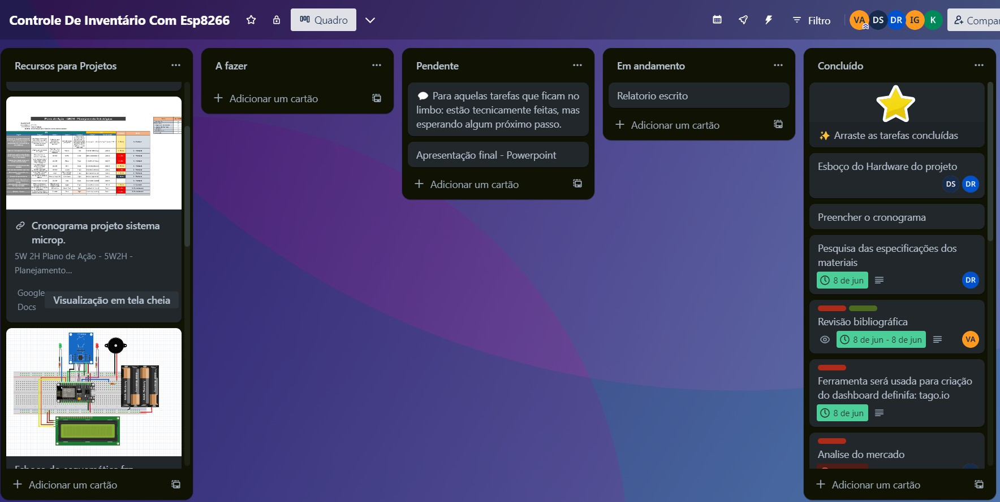 Controle De Inventário Com Esp8266
Quadro
Filtro
VA
DS
DR
IG
K
Recursos para Projetos
Plano de Ação - 5W2H - Planejamento Estratégico
Cronograma projeto sistema
microp.
5W 2H Plano de Ação - 5W2H -
Planejamento...
Google
Docs
Visualização em tela cheia
Adicionar um cartão
A fazer
Adicionar um cartão
Pendente
Para aquelas tarefas que ficam no
limbo: estão tecnicamente feitas, mas
esperando algum próximo passo.
Apresentação final - Powerpoint
Adicionar um cartão
Em andamento
Relatorio escrito
Adicionar um cartão
Concluído
Arraste as tarefas concluídas
Esboço do Hardware do projeto
DS
DR
Preencher o cronograma
Pesquisa das especificações dos
materiais
8 de jun
DR
Revisão bibliográfica
8 de jun - 8 de jun
VA
Ferramenta será usada para criação
do dashboard definifa: tago.io
8 de jun
Analise do mercado
Adicionar um cartão